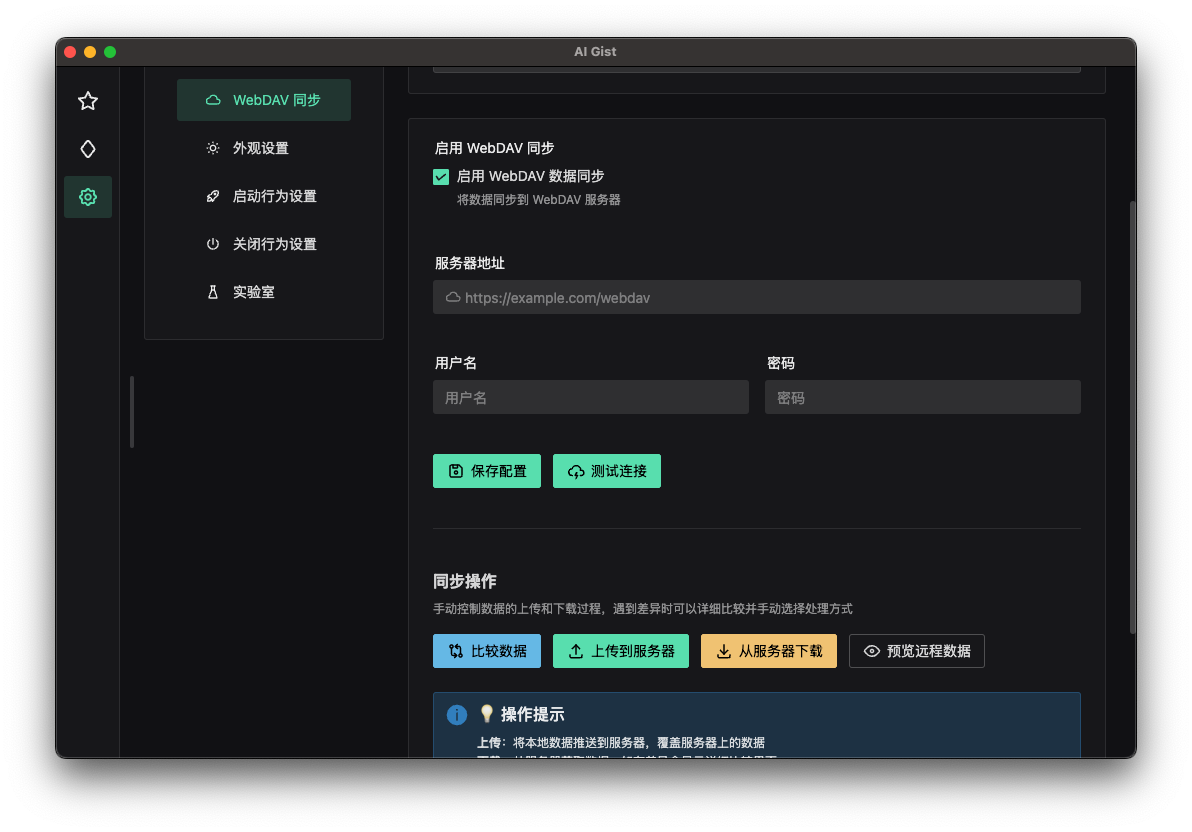 AI Gist
WebDAV 同步
外观设置
启动行为设置
关闭行为设置
实验室
启用 WebDAV 同步
启用 WebDAV 数据同步
将数据同步到 WebDAV 服务器
服务器地址
https://example.com/webdav
用户名
密码
用户名
密码
保存配置
测试连接
同步操作
手动控制数据的上传和下载过程，遇到差异时可以详细比较并手动选择处理方式
比较数据
上传到服务器
从服务器下载
预览远程数据
操作提示
上传：将本地数据推送到服务器，覆盖服务器上的数据